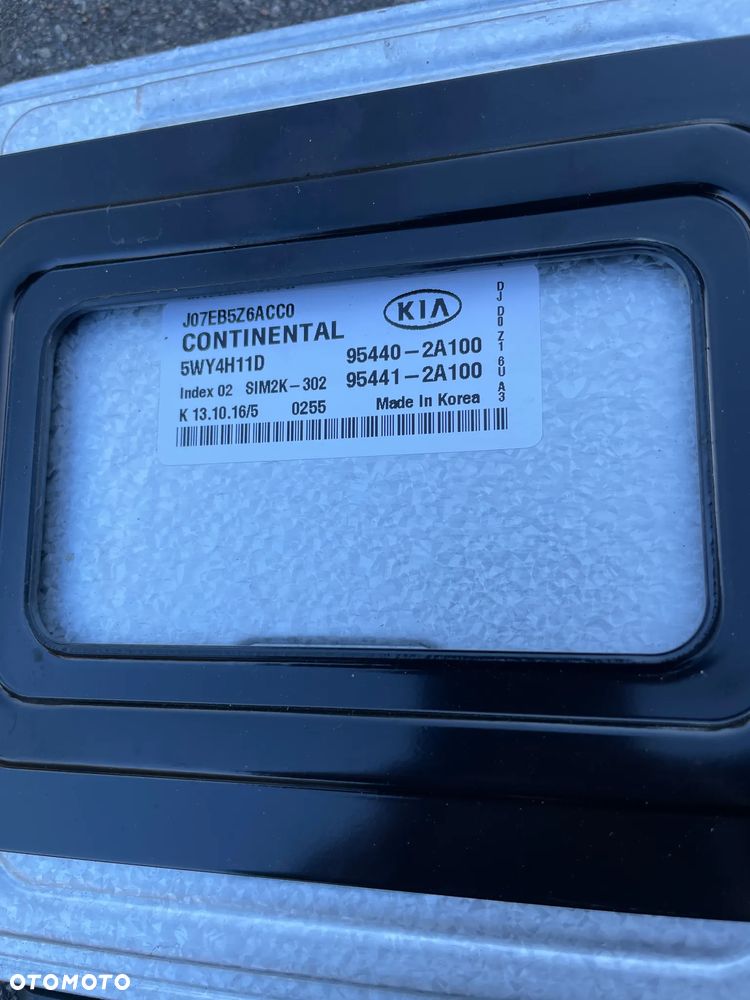 J07EB5Z6ACC0
CONTINENTAL
5WY4H11D
Index 02 SIM2K-302
K 13.10.16/5 0255
KIA
95440-2A100
95441-2A100
Made In Korea
DJ D0 Z1 6U A3
OTOMOTO